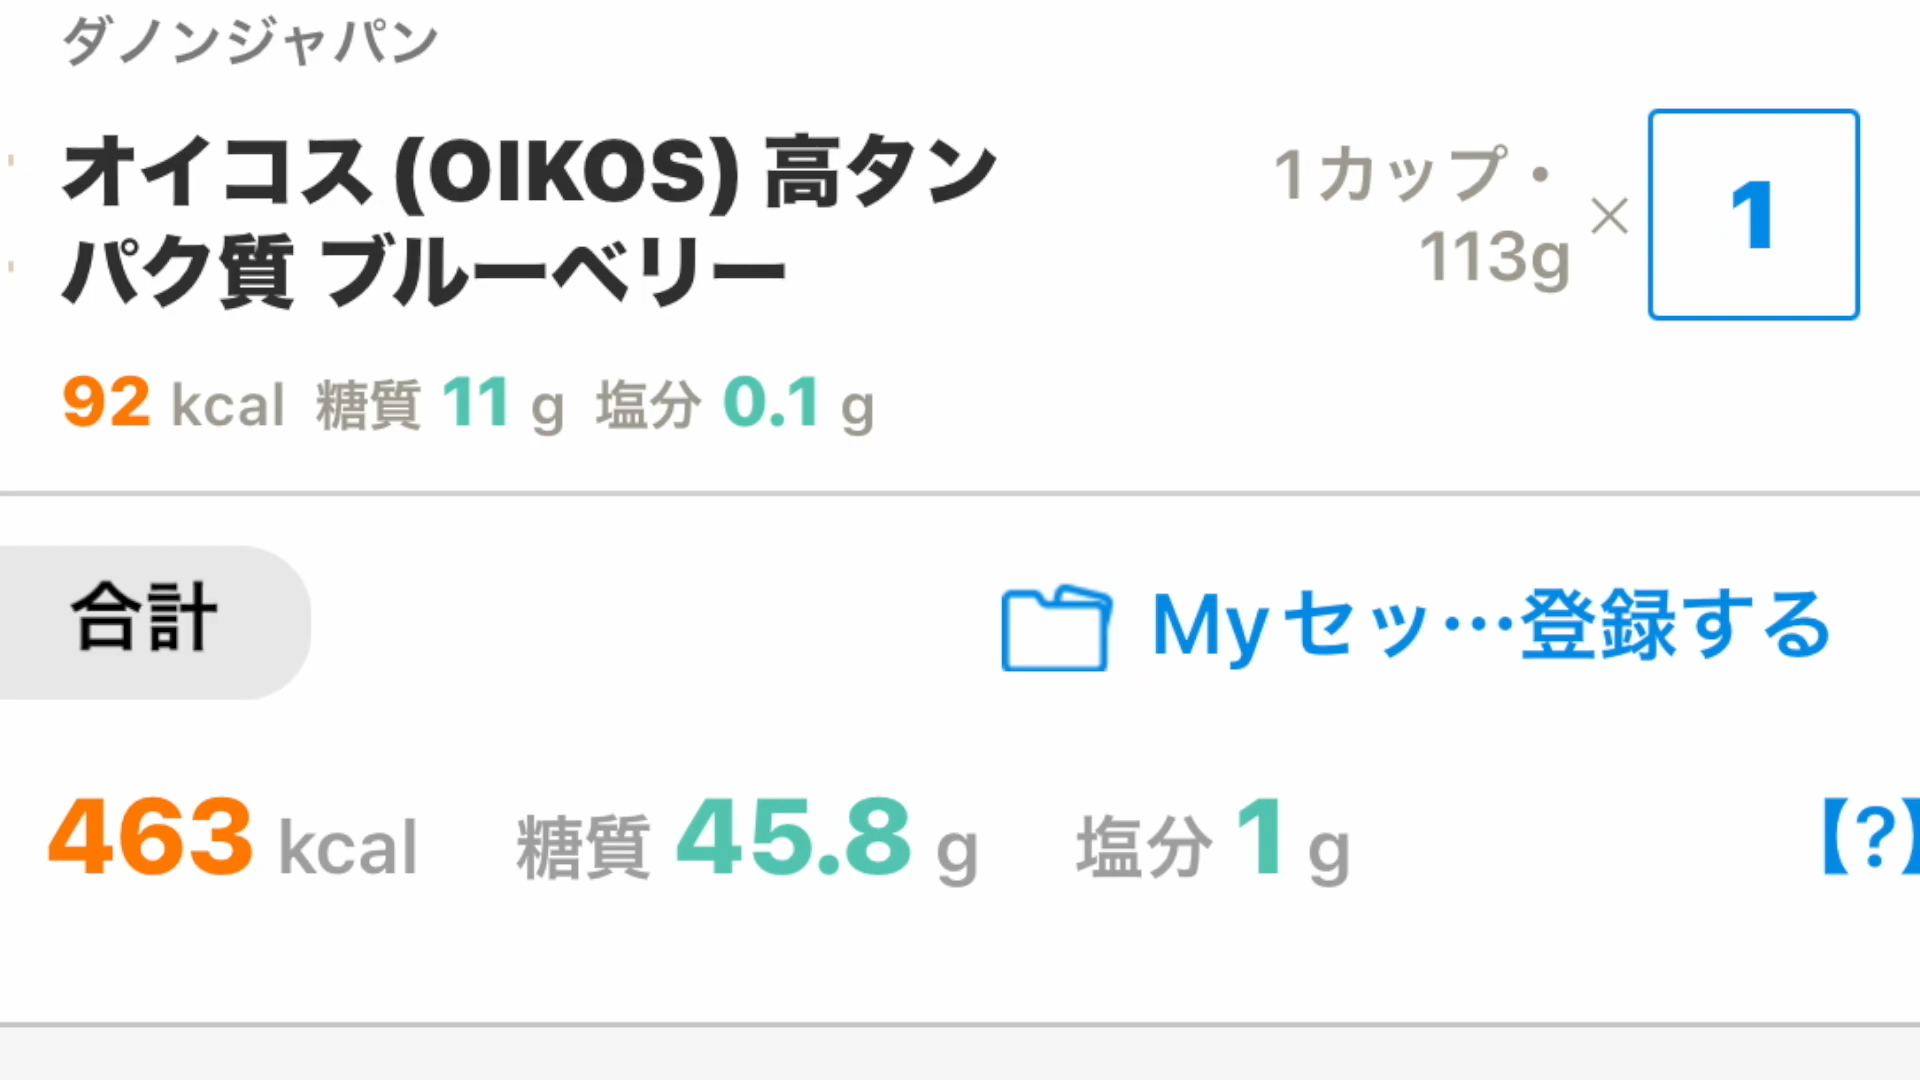 ダノンジャパン
オイコス (OIKOS) 高タン
パク質 ブルーベリー
1カップ・
113g
×
1
92 kcal 糖質 11 g 塩分 0.1 g
合計
Myセッ…登録する
463 kcal 糖質 45.8 g 塩分 1 g
【?】